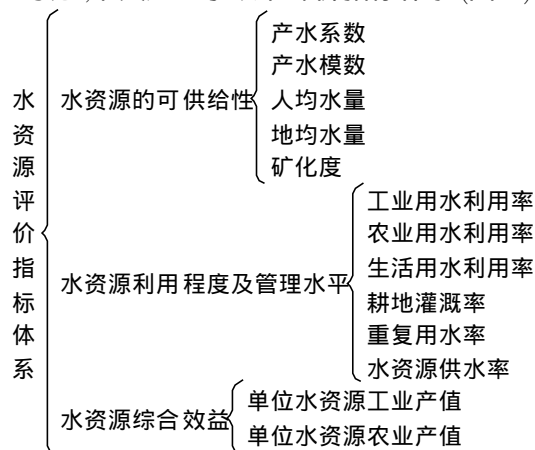 水资源评价指标体系
水资源的可供给性
产水系数
产水模数
人均水量
地均水量
矿化度
水资源利用程度及管理水平
工业用水利用率
农业用水利用率
生活用水利用率
耕地灌溉率
重复用水率
水资源供水率
水资源综合效益
单位水资源工业产值
单位水资源农业产值